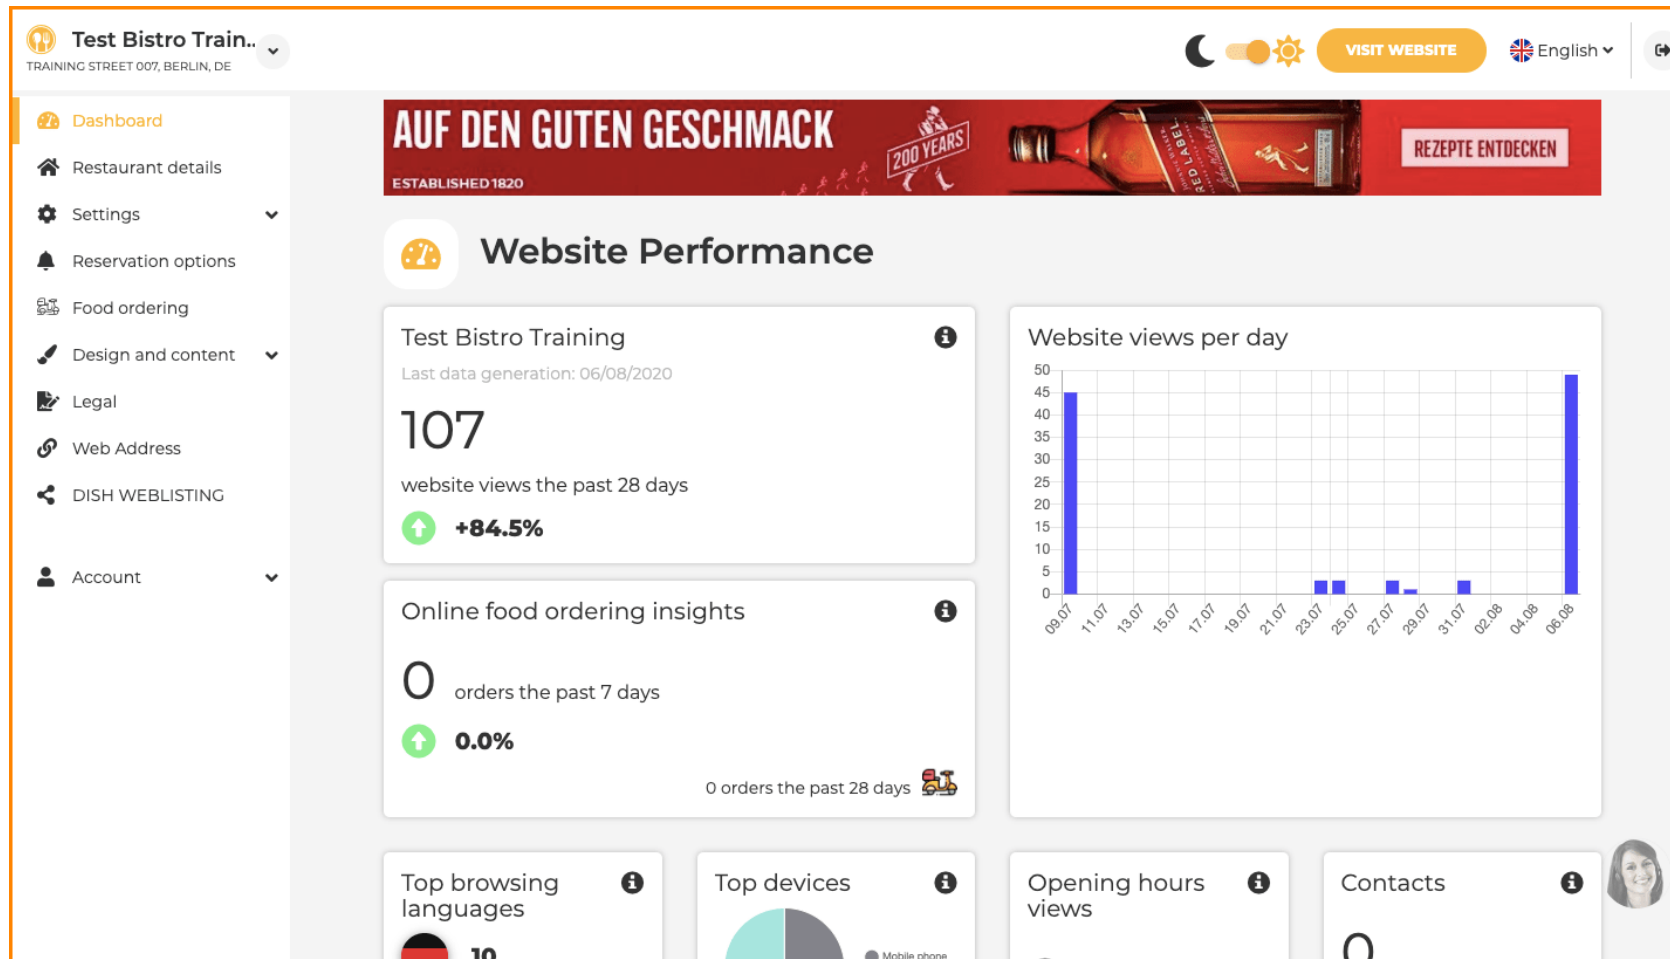 Test Bistro Train..
TRAINING STREET 007, BERLIN, DE
VISIT WEBSITE
English
Dashboard
Restaurant details
Settings
Reservation options
Food ordering
Design and content
Legal
Web Address
DISH WEBLISTING
Account
AUF DEN GUTEN GESCHMACK
ESTABLISHED 1820
200 YEARS
RED LABEL
REZEPTE ENTDECKEN
Website Performance
Test Bistro Training
Last data generation: 06/08/2020
107
website views the past 28 days
+84.5%
Website views per day
50
45
40
35
30
25
20
15
10
5
0
09.07 11.07 13.07 15.07 17.07 19.07 21.07 23.07 25.07 27.07 29.07 31.07 02.08 04.08 06.08
Online food ordering insights
0 orders the past 7 days
0.0%
0 orders the past 28 days
Top browsing
languages
10
Top devices
Mobile phone
Opening hours
views
Contacts
0